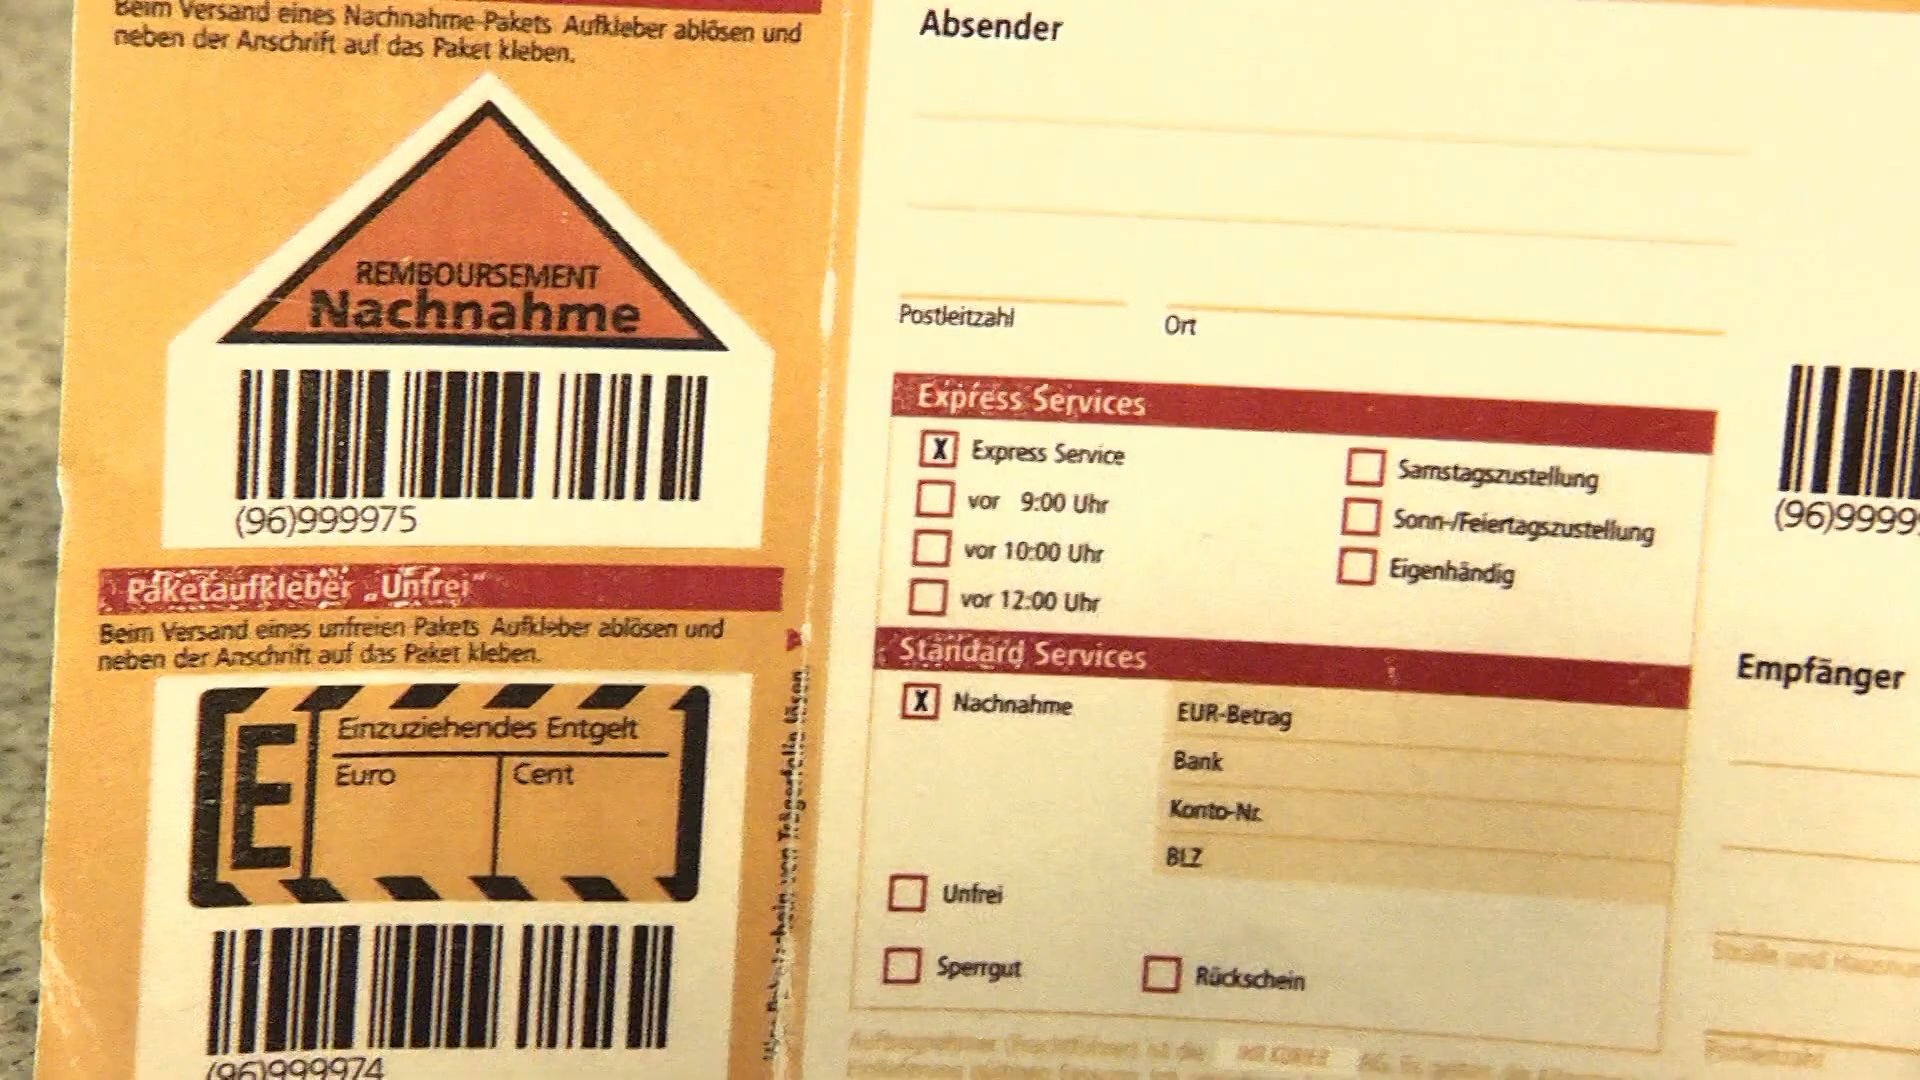 Beim Versand eines Nachnahme-Pakets Aufkleber ablösen und
neben der Anschrift auf das Paket kleben.
REMBOURSEMENT
Nachnahme
(96)999975
Paketaufkleber „Unfrei“
Beim Versand eines unfreien Pakets Aufkleber ablösen und
neben der Anschrift auf das Paket kleben.
E
Einzuziehendes Entgelt
Euro
Cent
(96)999974
Absender
Postleitzahl
Ort
Express Services
X Express Service
vor 9:00 Uhr
vor 10:00 Uhr
vor 12:00 Uhr
Samstagszustellung
Sonn-/Feiertagszustellung
Eigenhändig
Standard Services
X Nachnahme
EUR-Betrag
Bank
Konto-Nr.
BLZ
Unfrei
Sperrgut
Rückschein
(96)9999
Empfänger
Straße und